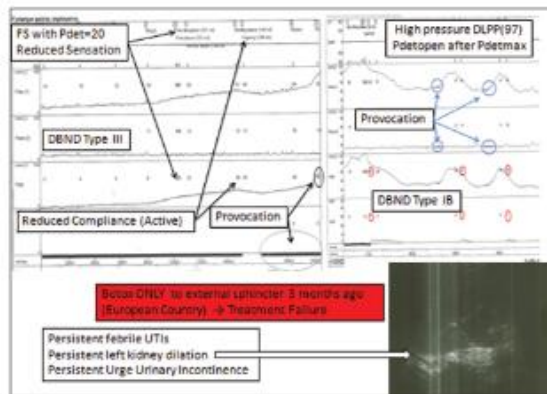 FS with Pdet=20
Reduced Sensation
DBND Type III
Reduced Compliance (Active)
Provocation
High pressure DLPP(97)
Pdetopen after Pdetmax
Provocation
DBND Type IB
Botox ONLY to external sphincter 3 months ago
(European Country) → Treatment Failure
Persistent febrile UTIs
Persistent left kidney dilation
Persistent Urge Urinary Incontinence